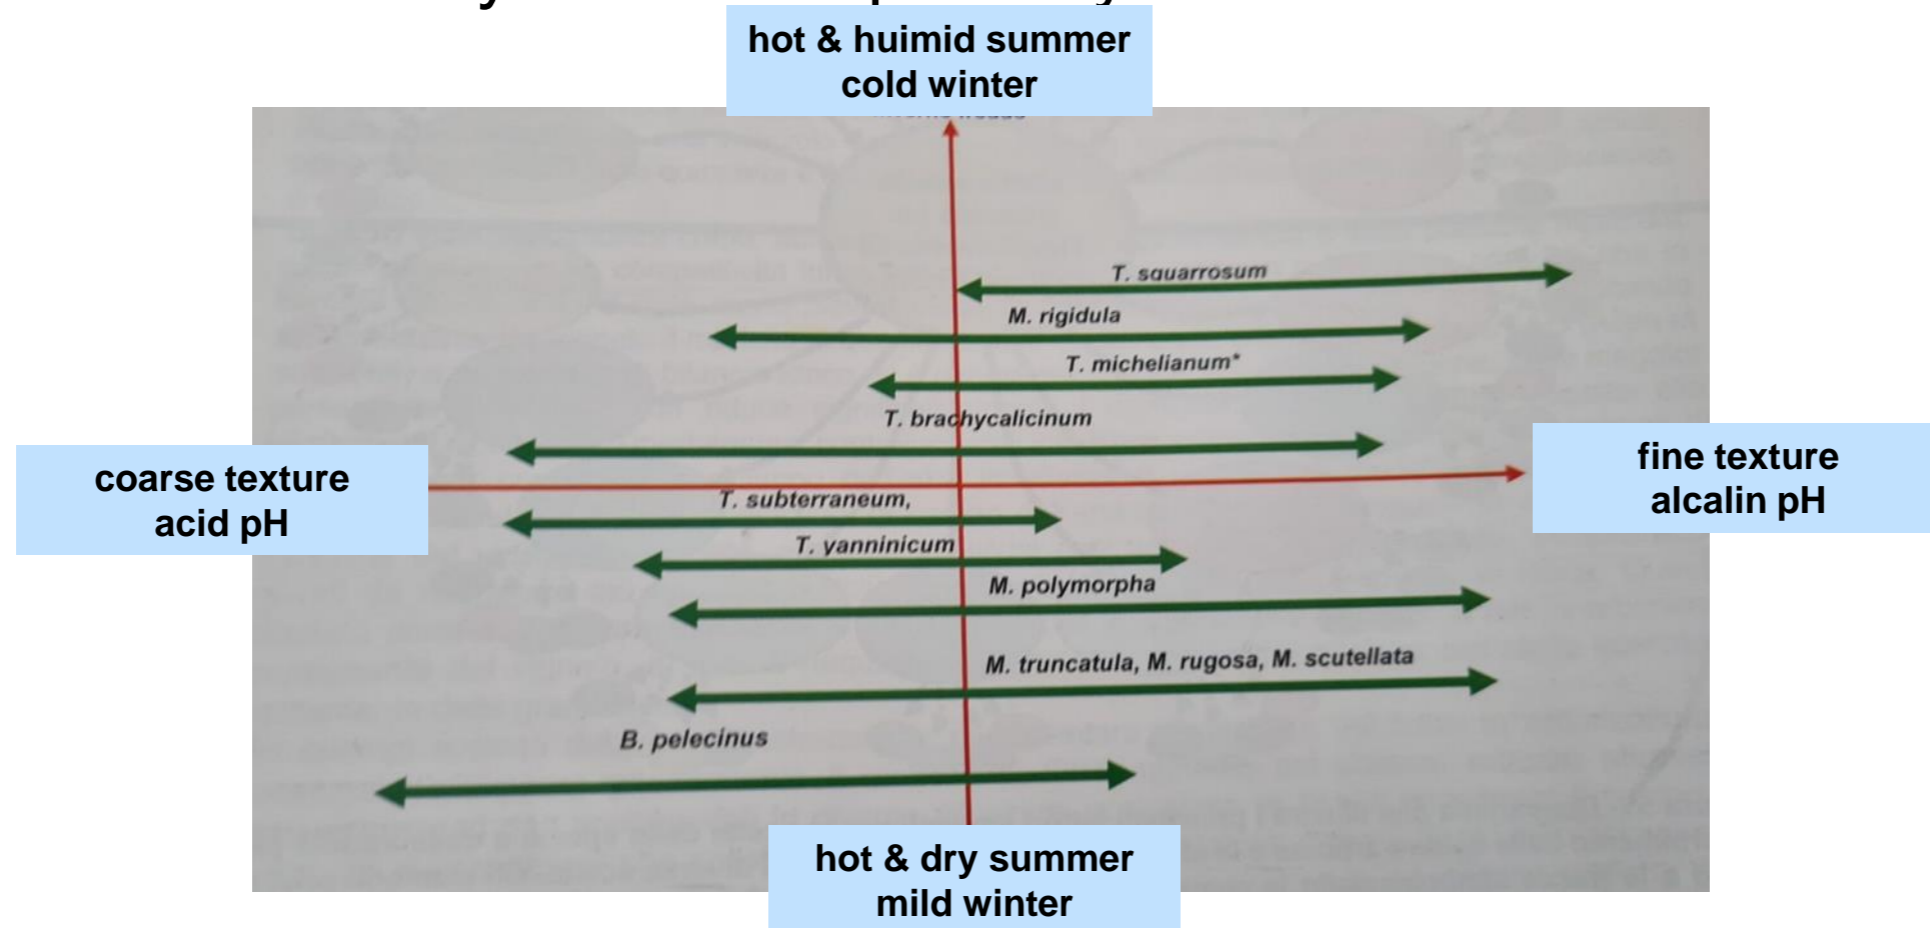 hot & huimid summer
cold winter
T. squarrosum
M. rigidula
T. michelianum*
T. brachycalicinum
coarse texture
acid pH
fine texture
alcalin pH
T. subterraneum,
T. yanninicum
M. polymorpha
M. truncatula, M. rugosa, M. scutellata
B. pelecinus
hot & dry summer
mild winter